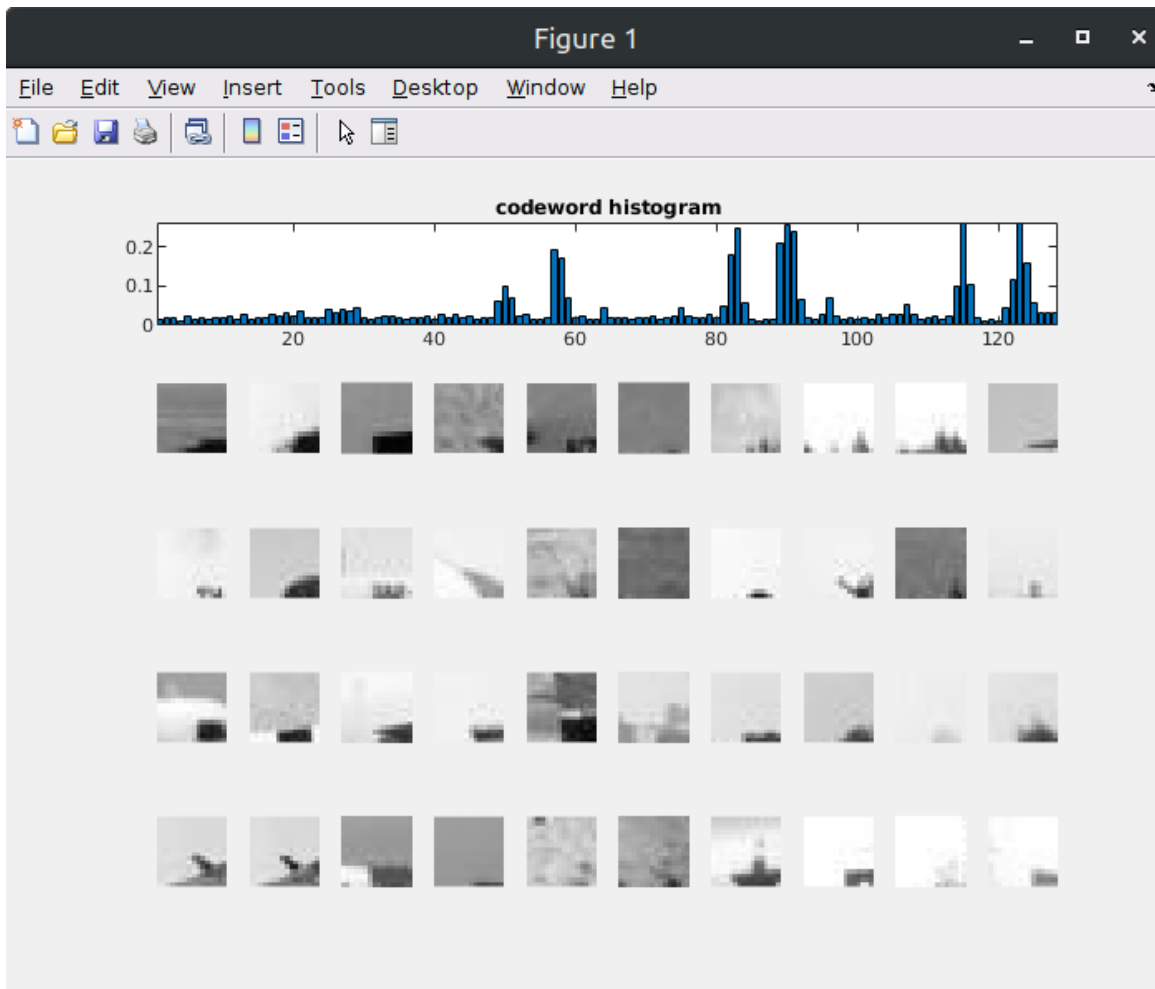 Figure 1
File Edit View Insert Tools Desktop Window Help
codeword histogram
0.2
0.1
0
20 40 60 80 100 120